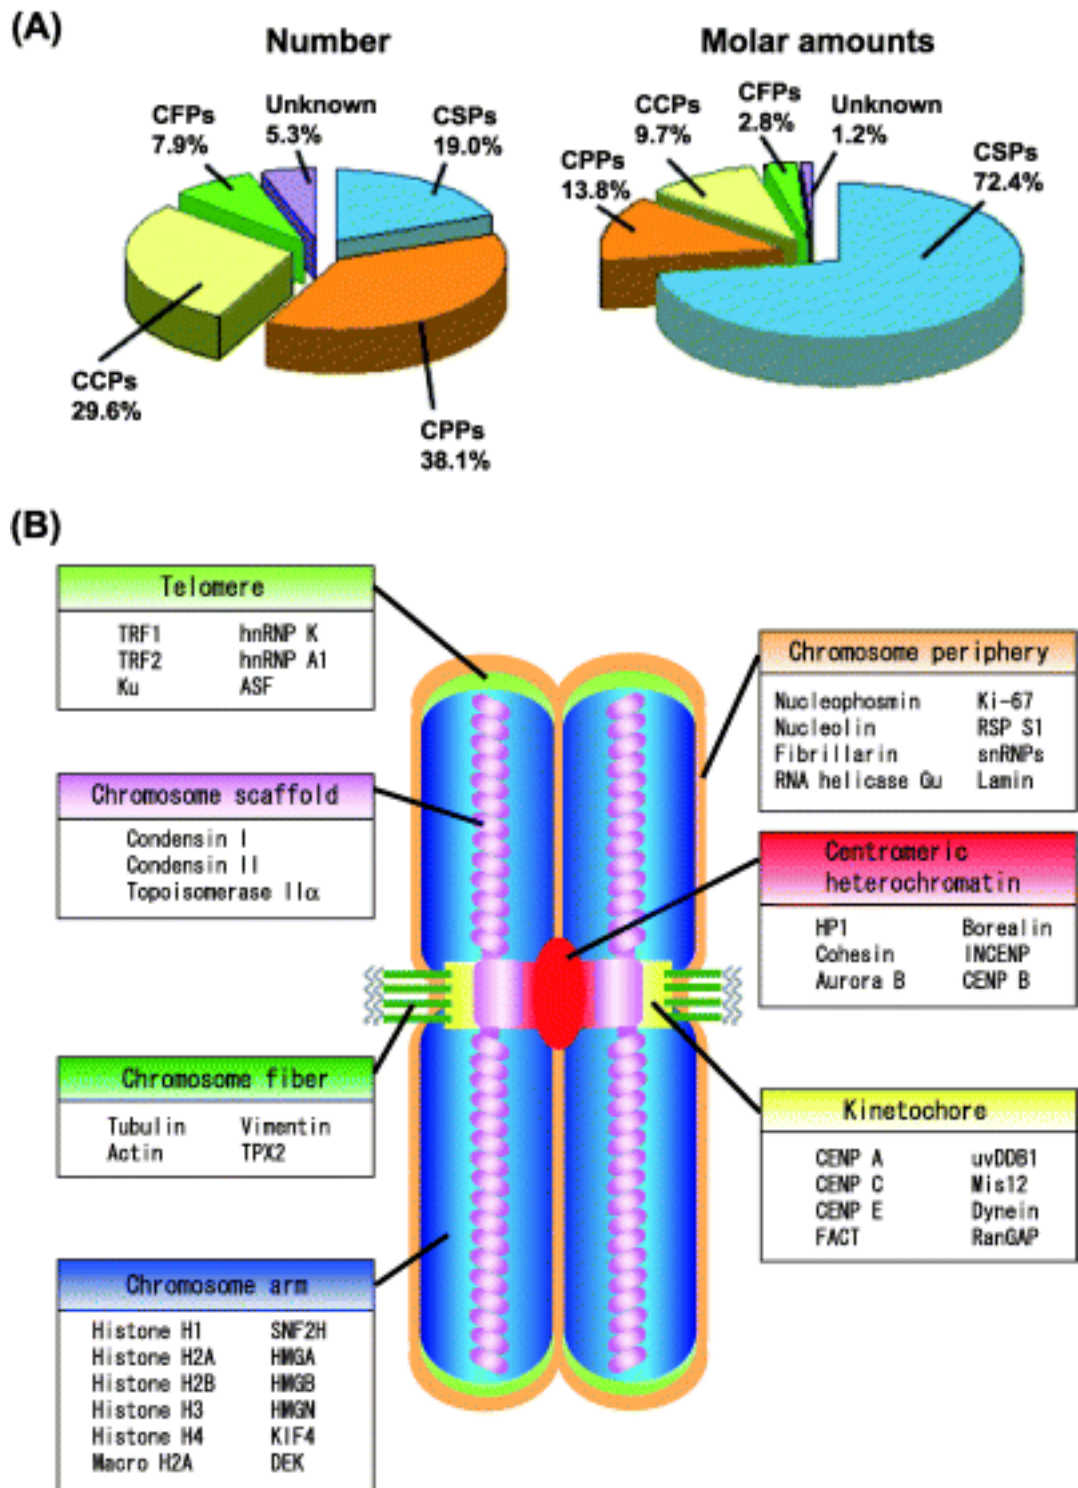 (A)
Number
Molar amounts
CFPs
7.9%
Unknown
5.3%
CSPs
19.0%
CCPs
29.6%
CPPs
38.1%
CPPs
13.8%
CCPs
9.7%
CFPs
2.8%
Unknown
1.2%
CSPs
72.4%
(B)
Telomere
TRF1 hnRNP K
TRF2 hnRNP A1
Ku ASF
Chromosome scaffold
Condensin I
Condensin II
Topoisomerase IIα
Chromosome fiber
Tubulin Vimentin
Actin TPX2
Chromosome arm
Histone H1 SNF2H
Histone H2A HMGA
Histone H2B HMGB
Histone H3 HMGN
Histone H4 KIF4
Macro H2A DEK
Chromosome periphery
Nucleophosmin Ki-67
Nucleolin RSP S1
Fibrillarin snRNPs
RNA helicase Gu Lamin
Centromeric
heterochromatin
HP1 Borealin
Cohesin INCENP
Aurora B CENP B
Kinetochore
CENP A uvDDB1
CENP C Mis12
CENP E Dynein
FACT RanGAP